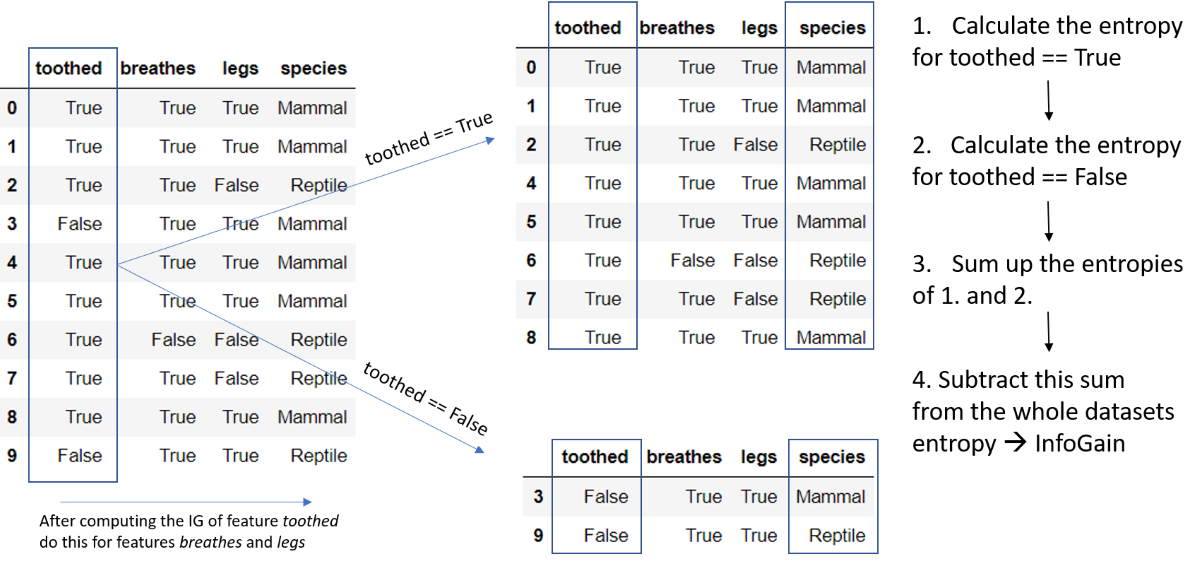 toothed breathes legs species
0 True True True Mammal
1 True True True Mammal
2 True True False Reptile
3 False True True Mammal
4 True True True Mammal
5 True True True Mammal
6 True False False Reptile
7 True True False Reptile
8 True True True Mammal
9 False True True Reptile
After computing the IG of feature toothed
do this for features breathes and legs
toothed == True
toothed == False
toothed breathes legs species
0 True True True Mammal
1 True True True Mammal
2 True True False Reptile
4 True True True Mammal
5 True True True Mammal
6 True False False Reptile
7 True True False Reptile
8 True True True Mammal
toothed breathes legs species
3 False True True Mammal
9 False True True Reptile
1. Calculate the entropy
for toothed == True
2. Calculate the entropy
for toothed == False
3. Sum up the entropies
of 1. and 2.
4. Subtract this sum
from the whole datasets
entropy → InfoGain